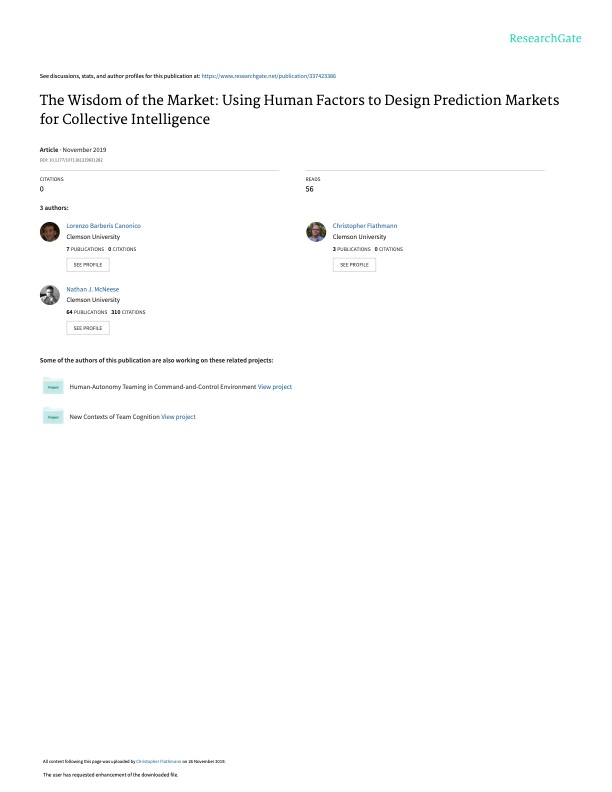 ResearchGate
See discussions, stats, and author profiles for this publication at: https://www.researchgate.net/publication/337423386
The Wisdom of the Market: Using Human Factors to Design Prediction Markets
for Collective Intelligence
Article · November 2019
DOI: 10.1177/1071181319631282
CITATIONS
0
READS
56
3 authors:
Lorenzo Barberis Canonico
Clemson University
7 PUBLICATIONS 0 CITATIONS
SEE PROFILE
Christopher Flathmann
Clemson University
3 PUBLICATIONS 0 CITATIONS
SEE PROFILE
Nathan J. McNeese
Clemson University
64 PUBLICATIONS 310 CITATIONS
SEE PROFILE
Some of the authors of this publication are also working on these related projects:
Project
Human-Autonomy Teaming in Command-and-Control Environment View project
Project
New Contexts of Team Cognition View project
All content following this page was uploaded by Christopher Flathmann on 26 November 2019.
The user has requested enhancement of the downloaded file.